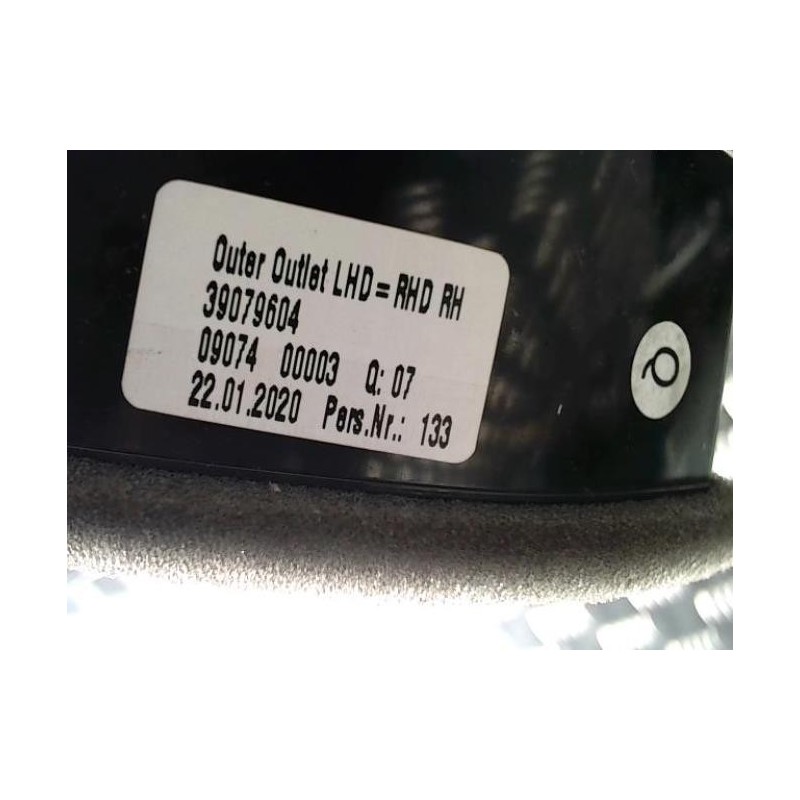 Outer Outlet LHD = RHD RH
39079604
09074 00003 Q: 07
22.01.2020 Pers.Nr.: 133